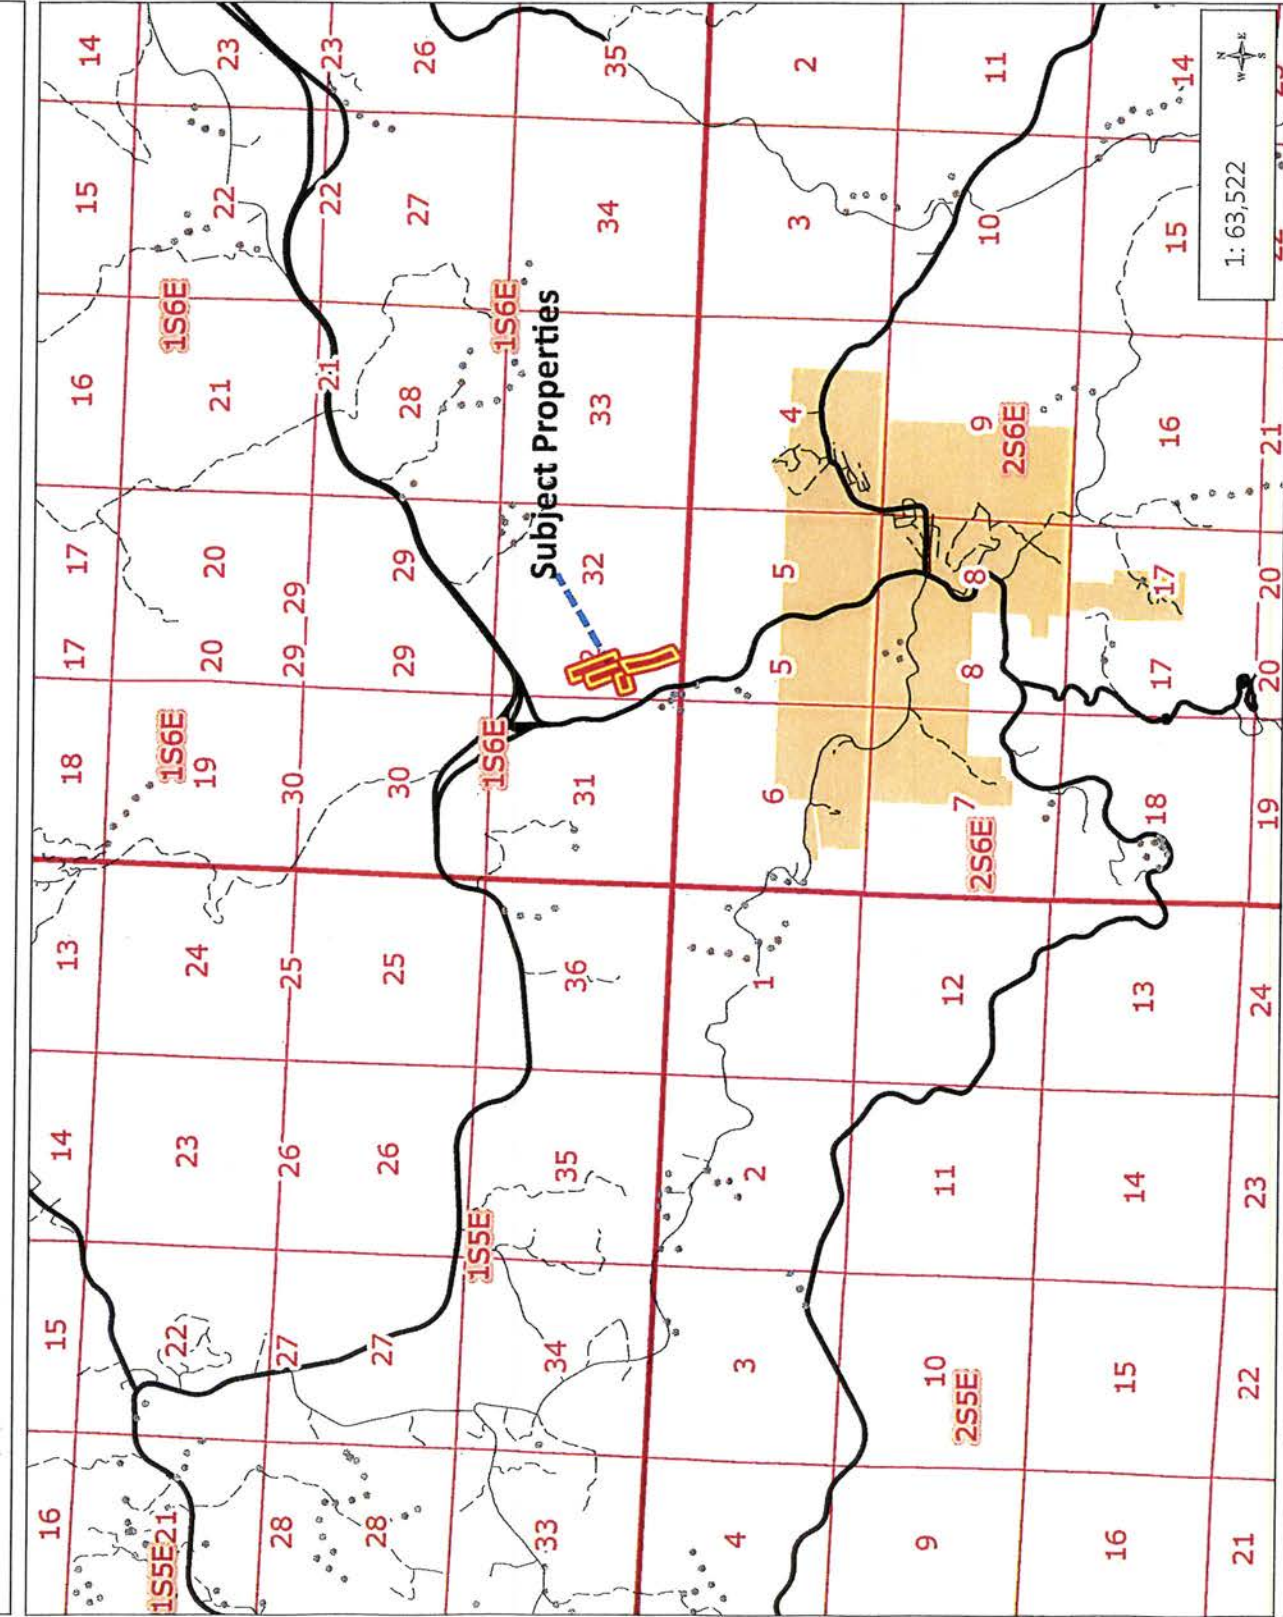 16 15 14 13 18 17 17 16 15 14
1S6E 1S6E
1S5E 21 22 23 24 19 20 20 21 22 23
28 27 26 25 30 29 29 21 22 23
28 27 26 25 30 29 29 28 27 26
1S5E 1S6E 1S6E
Subject Properties
33 34 35 36 31 32 33 34 35
4 3 2 1 6 5 5 4 3 2
9 10 11 12 7 8 8 9 10 11
2S5E 2S6E 2S6E
16 15 14 13 18 17 17 16 15 14
1: 63,522
N
W E
S
21 22 23 24 19 20 20 21